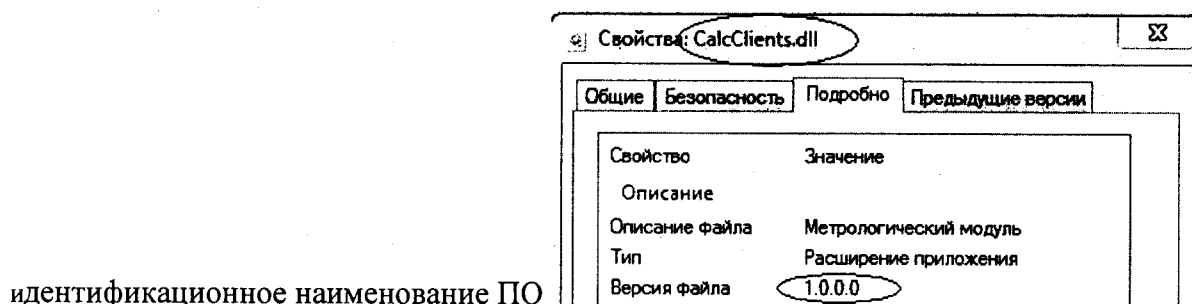 Свойства: CalcClients.dll
Общие Безопасность Подробно Предыдущие версии
Свойство Значение
Описание
Описание файла Метрологический модуль
Тип Расширение приложения
идентификационное наименование ПО Версия файла 1.0.0.0